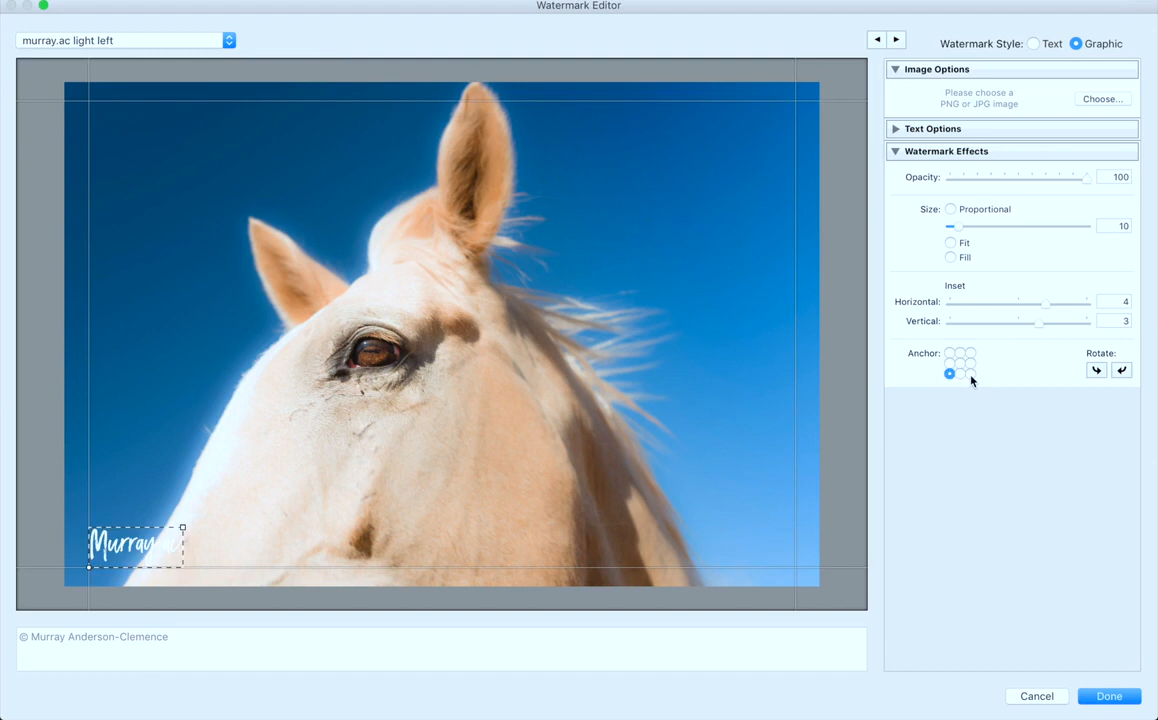 Watermark Editor
murray.ac light left
Watermark Style: Text Graphic
Image Options
Please choose a
PNG or JPG image
Choose...
Text Options
Watermark Effects
Opacity: 100
Size: Proportional
10
Fit
Fill
Inset
Horizontal: 4
Vertical: 3
Anchor: Rotate:
Murray.ac
© Murray Anderson-Clemence
Cancel Done